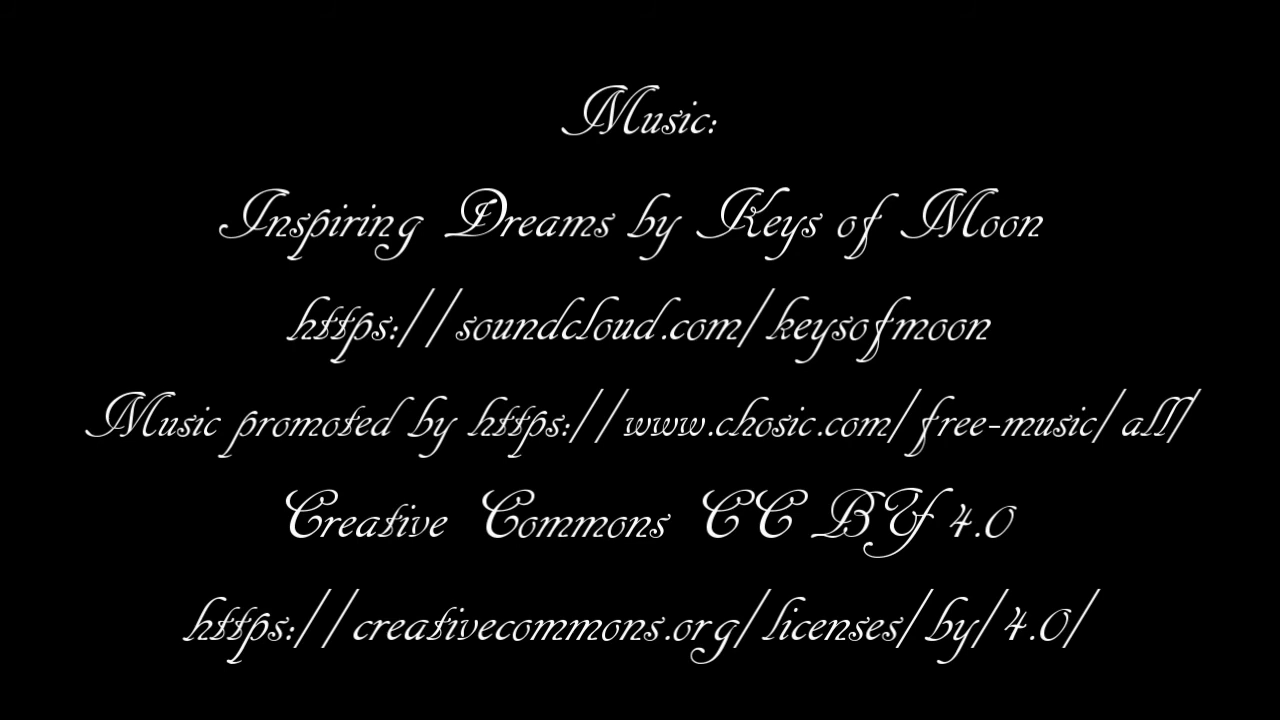 Music:
Inspiring Dreams by Keys of Moon
https://soundcloud.com/keysofmoon
Music promoted by https://www.chosic.com/free-music/all/
Creative Commons CC BY 4.0
https://creativecommons.org/licenses/by/4.0/